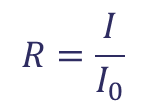 R = I / I₀